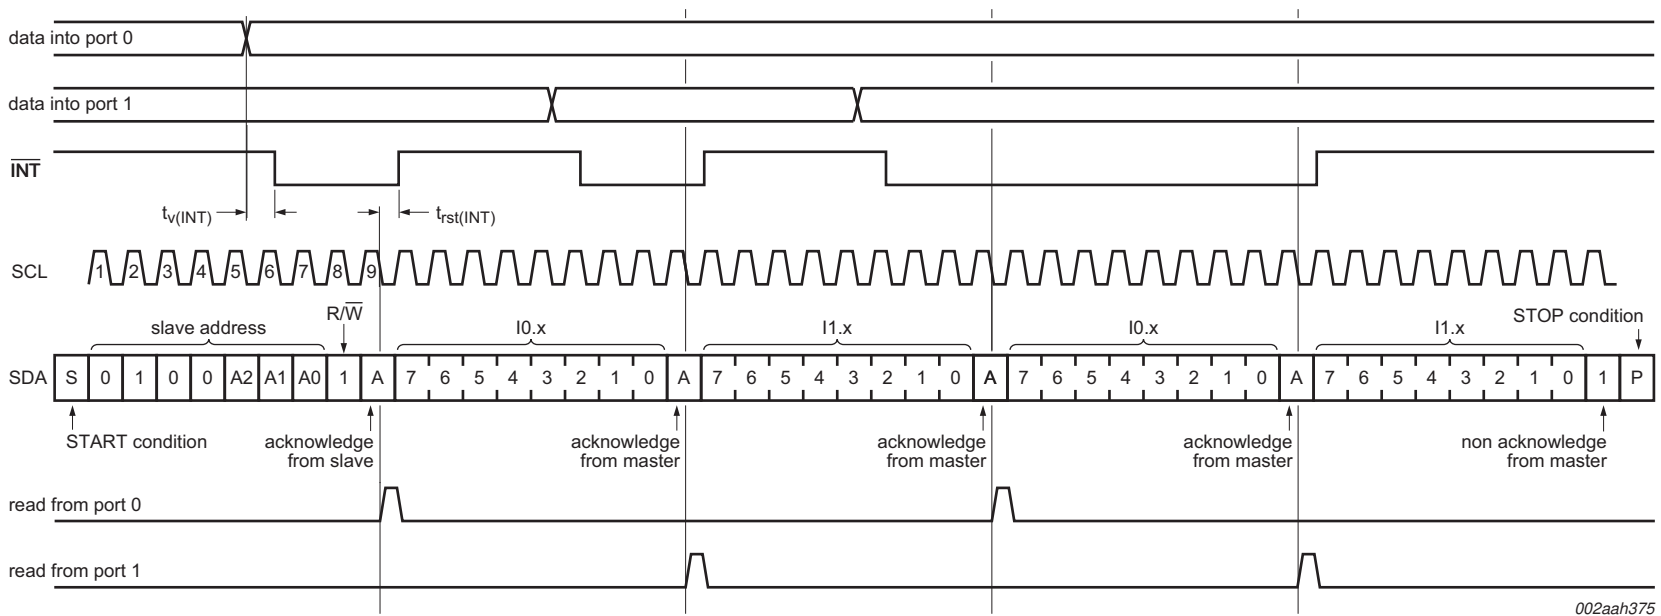 data into port 0
data into port 1
INT
tv(INT)
trst(INT)
SCL
1 2 3 4 5 6 7 8 9
R/W
slave address
I0.x
I1.x
I0.x
I1.x
STOP condition
SDA S 0 1 0 0 A2 A1 A0 1 A 7 6 5 4 3 2 1 0 A 7 6 5 4 3 2 1 0 A 7 6 5 4 3 2 1 0 A 7 6 5 4 3 2 1 0 1 P
START condition
acknowledge
from slave
acknowledge
from master
acknowledge
from master
acknowledge
from master
non acknowledge
from master
read from port 0
read from port 1
002aah375